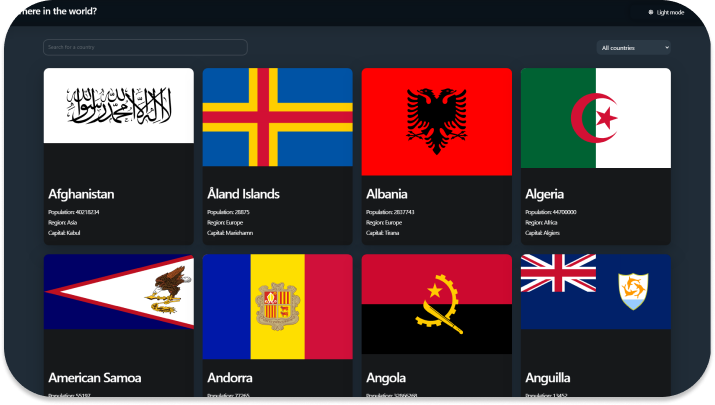 here in the world?
Light mode
Search for a country
All countries
لا إله إلا الله محمد رسول الله
Afghanistan
Population: 40218234
Region: Asia
Capital: Kabul
Åland Islands
Population: 28875
Region: Europe
Capital: Mariehamn
Albania
Population: 2837743
Region: Europe
Capital: Tirana
Algeria
Population: 44700000
Region: Africa
Capital: Algiers
American Samoa
Population: 55197
Andorra
Population: 77265
Angola
Population: 32866268
Anguilla
Population: 13452